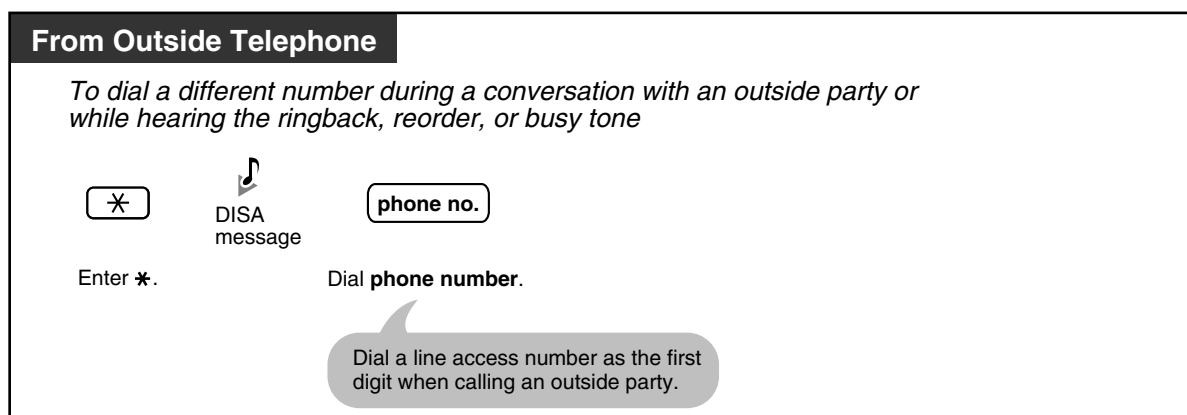 From Outside Telephone
To dial a different number during a conversation with an outside party or
while hearing the ringback, reorder, or busy tone
DISA
message
phone no.
Enter *.
Dial phone number.
Dial a line access number as the first
digit when calling an outside party.